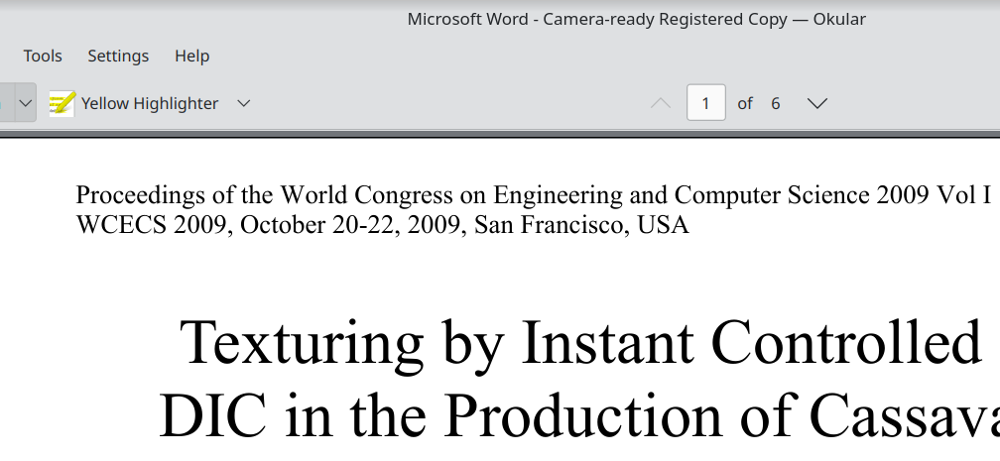 Microsoft Word - Camera-ready Registered Copy — Okular
Tools Settings Help
Yellow Highlighter 1 of 6
Proceedings of the World Congress on Engineering and Computer Science 2009 Vol I
WCECS 2009, October 20-22, 2009, San Francisco, USA
Texturing by Instant Controlled
DIC in the Production of Cassava